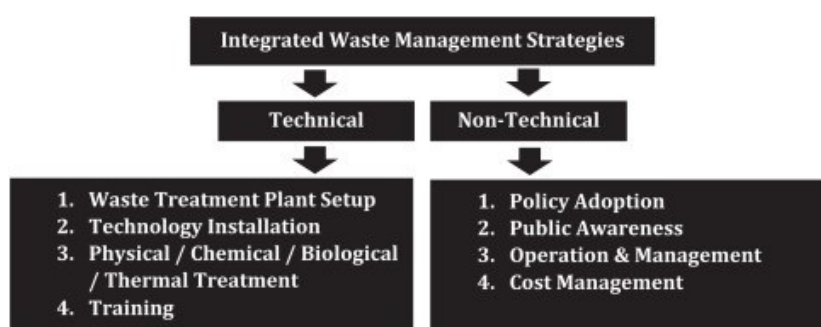 Integrated Waste Management Strategies
Technical
Non-Technical
1. Waste Treatment Plant Setup
2. Technology Installation
3. Physical / Chemical / Biological
/ Thermal Treatment
4. Training
1. Policy Adoption
2. Public Awareness
3. Operation & Management
4. Cost Management